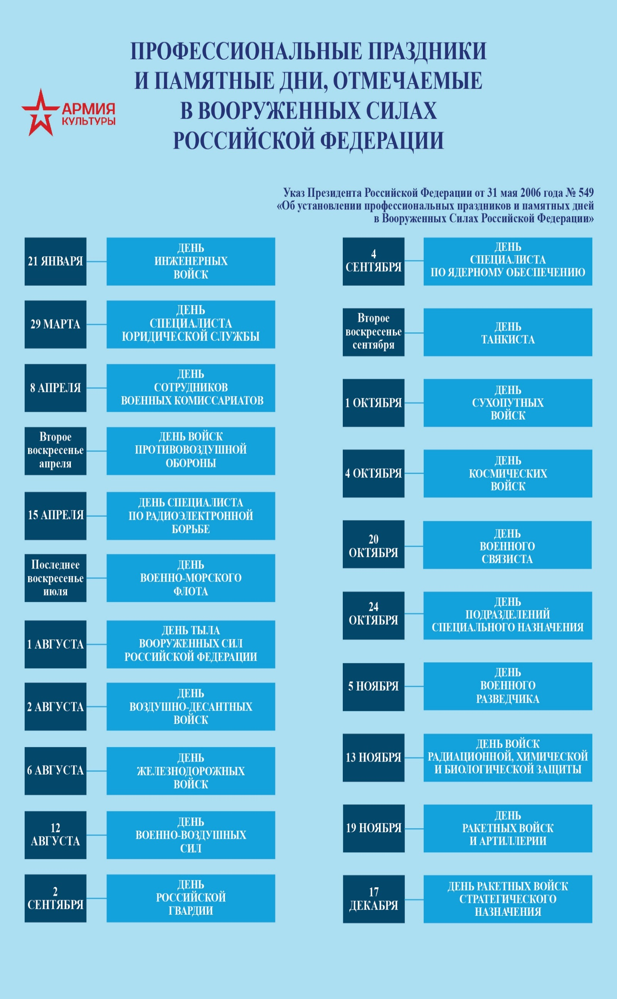 ПРОФЕССИОНАЛЬНЫЕ ПРАЗДНИКИ
И ПАМЯТНЫЕ ДНИ, ОТМЕЧАЕМЫЕ
В ВООРУЖЕННЫХ СИЛАХ
РОССИЙСКОЙ ФЕДЕРАЦИИ
АРМИЯ
КУЛЬТУРЫ
Указ Президента Российской Федерации от 31 мая 2006 года № 549
«Об установлении профессиональных праздников и памятных дней
в Вооруженных Силах Российской Федерации»
21 ЯНВАРЯ
ДЕНЬ
ИНЖЕНЕРНЫХ
ВОЙСК
29 МАРТА
ДЕНЬ
СПЕЦИАЛИСТА
ЮРИДИЧЕСКОЙ СЛУЖБЫ
8 АПРЕЛЯ
ДЕНЬ
СОТРУДНИКОВ
ВОЕННЫХ КОМИССАРИАТОВ
Второе
воскресенье
апреля
ДЕНЬ ВОЙСК
ПРОТИВОВОЗДУШНОЙ
ОБОРОНЫ
15 АПРЕЛЯ
ДЕНЬ СПЕЦИАЛИСТА
ПО РАДИОЭЛЕКТРОННОЙ
БОРЬБЕ
Последнее
воскресенье
июля
ДЕНЬ
ВОЕННО-МОРСКОГО
ФЛОТА
1 АВГУСТА
ДЕНЬ ТЫЛА
ВООРУЖЕННЫХ СИЛ
РОССИЙСКОЙ ФЕДЕРАЦИИ
2 АВГУСТА
ДЕНЬ
ВОЗДУШНО-ДЕСАНТНЫХ
ВОЙСК
6 АВГУСТА
ДЕНЬ
ЖЕЛЕЗНОДОРОЖНЫХ
ВОЙСК
12
АВГУСТА
ДЕНЬ
ВОЕННО-ВОЗДУШНЫХ
СИЛ
2
СЕНТЯБРЯ
ДЕНЬ
РОССИЙСКОЙ
ГВАРДИИ
4
СЕНТЯБРЯ
ДЕНЬ
СПЕЦИАЛИСТА
ПО ЯДЕРНОМУ ОБЕСПЕЧЕНИЮ
Второе
воскресенье
сентября
ДЕНЬ
ТАНКИСТА
1 ОКТЯБРЯ
ДЕНЬ
СУХОПУТНЫХ
ВОЙСК
4 ОКТЯБРЯ
ДЕНЬ
КОСМИЧЕСКИХ
ВОЙСК
20
ОКТЯБРЯ
ДЕНЬ
ВОЕННОГО
СВЯЗИСТА
24
ОКТЯБРЯ
ДЕНЬ
ПОДРАЗДЕЛЕНИЙ
СПЕЦИАЛЬНОГО НАЗНАЧЕНИЯ
5 НОЯБРЯ
ДЕНЬ
ВОЕННОГО
РАЗВЕДЧИКА
13 НОЯБРЯ
ДЕНЬ ВОЙСК
РАДИАЦИОННОЙ, ХИМИЧЕСКОЙ
И БИОЛОГИЧЕСКОЙ ЗАЩИТЫ
19 НОЯБРЯ
ДЕНЬ
РАКЕТНЫХ ВОЙСК
И АРТИЛЛЕРИИ
17
ДЕКАБРЯ
ДЕНЬ РАКЕТНЫХ ВОЙСК
СТРАТЕГИЧЕСКОГО
НАЗНАЧЕНИЯ